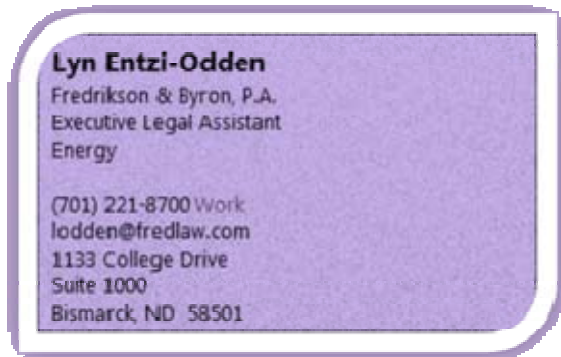 Lyn Entzi-Odden
Fredrikson & Byron, P.A.
Executive Legal Assistant
Energy
(701) 221-8700 Work
lodden@fredlaw.com
1133 College Drive
Suite 1000
Bismarck, ND  58501